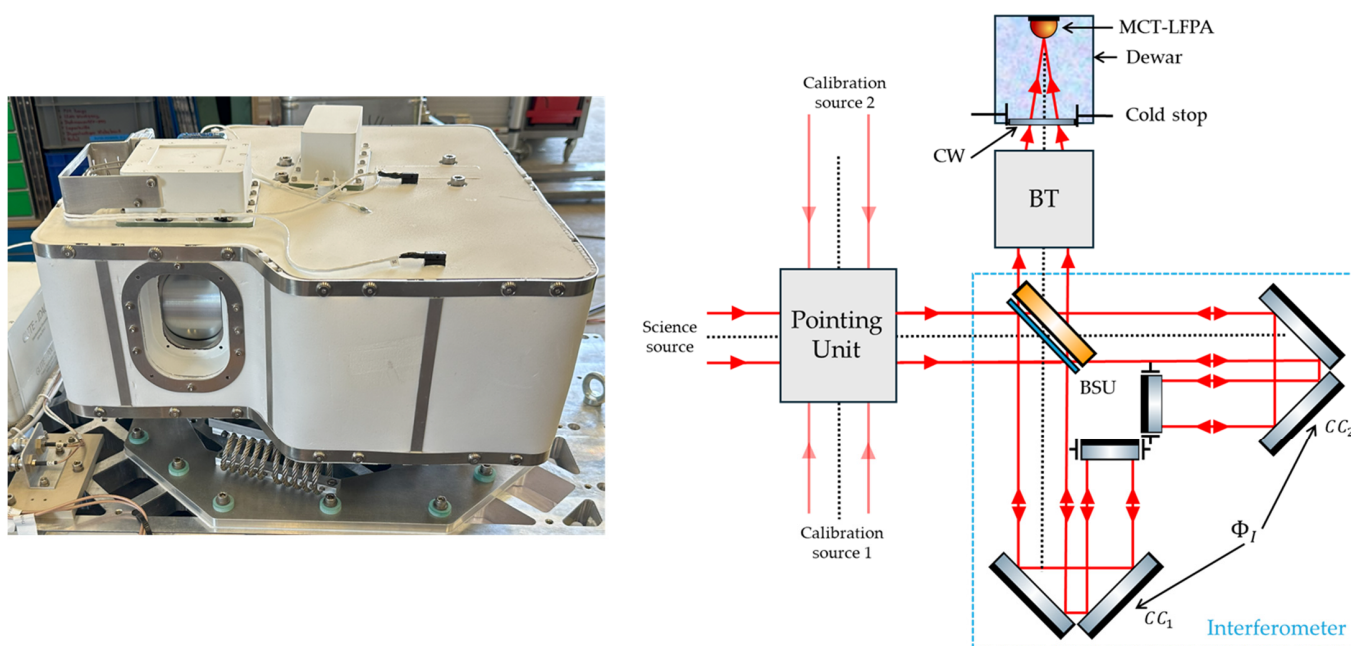 MCT-LFPA
Dewar
Cold stop
CW
BT
Calibration
source 2
Science
source
Pointing
Unit
Calibration
source 1
BSU
CC₂
Φ_I
CC₁
Interferometer